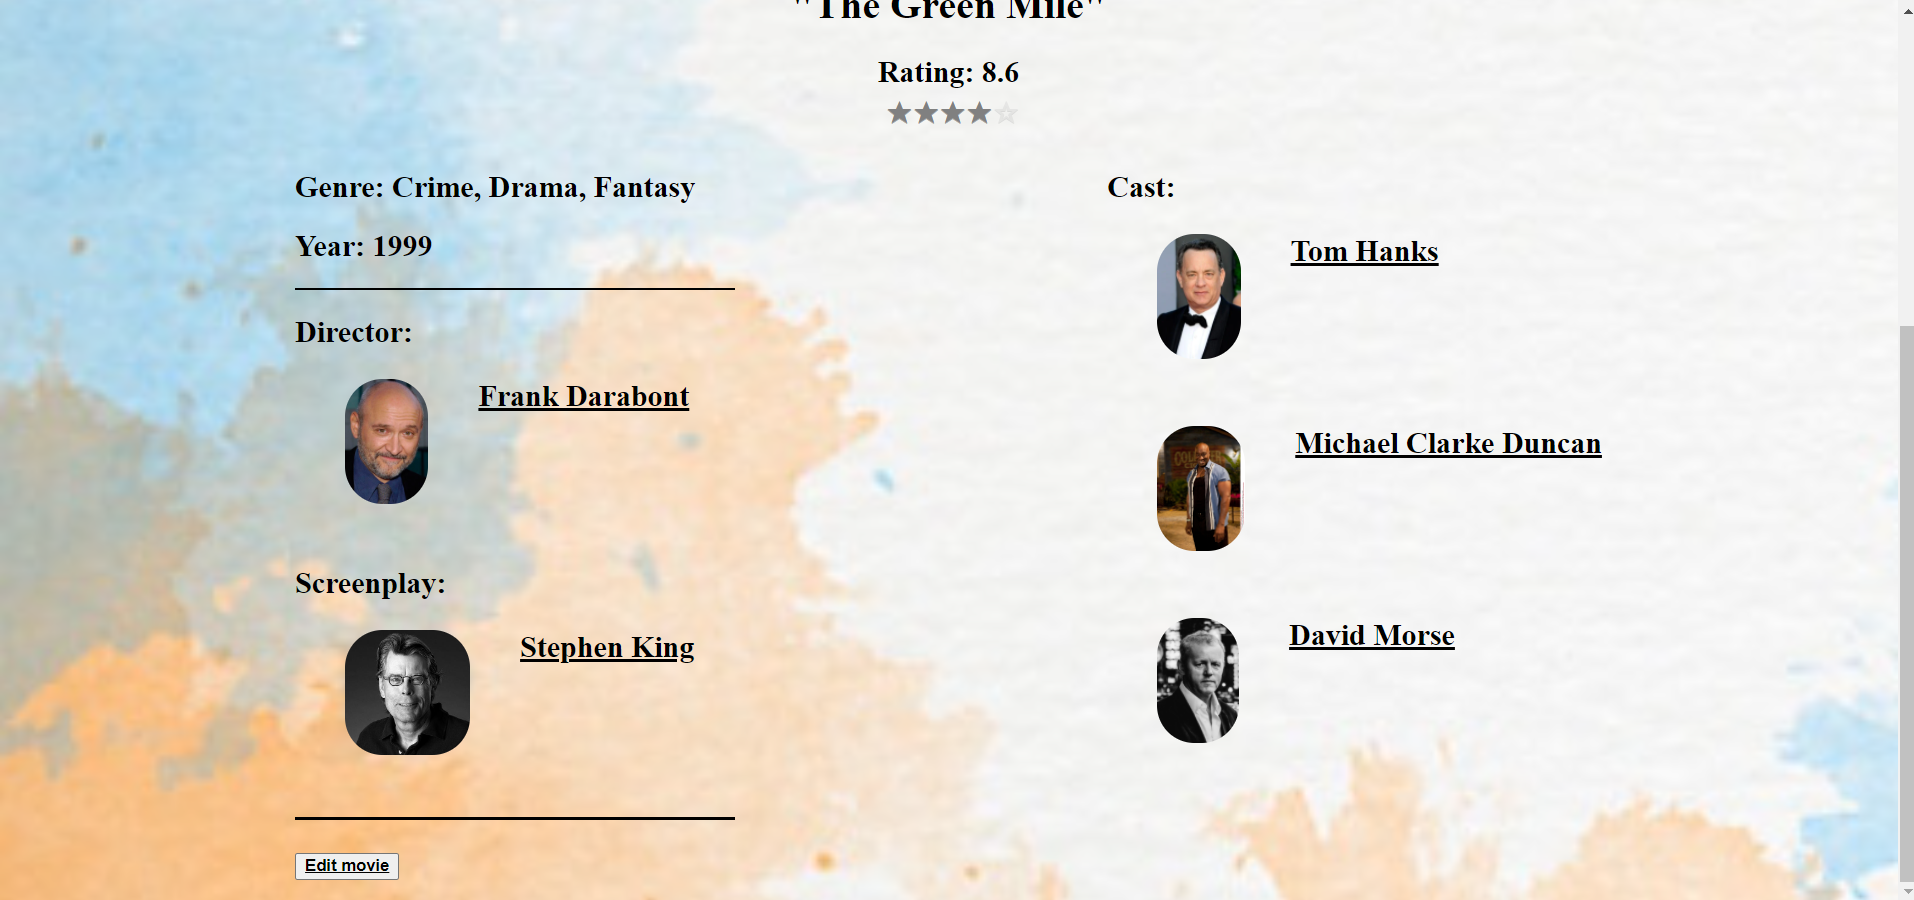 "The Green Mile"
Rating: 8.6
Genre: Crime, Drama, Fantasy
Year: 1999
Director:
Frank Darabont
Screenplay:
Stephen King
Edit movie
Cast:
Tom Hanks
Michael Clarke Duncan
David Morse